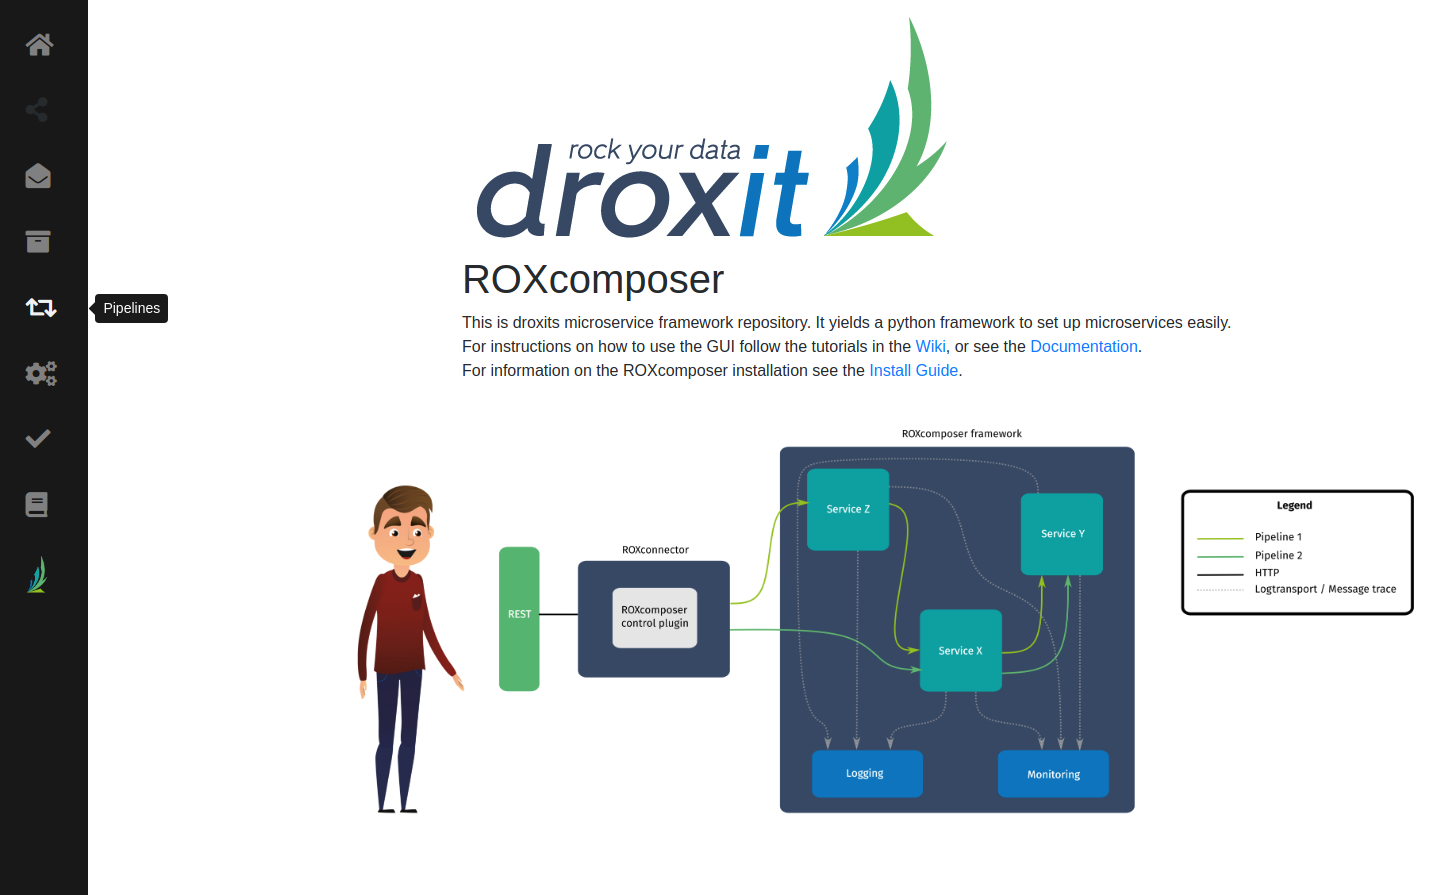 rock your data
droxit
ROXcomposer
Pipelines
This is droxits microservice framework repository. It yields a python framework to set up microservices easily.
For instructions on how to use the GUI follow the tutorials in the Wiki, or see the Documentation.
For information on the ROXcomposer installation see the Install Guide.
ROXcomposer framework
Service Z
Service Y
Legend
Pipeline 1
Pipeline 2
HTTP
Logtransport / Message trace
ROXconnector
REST
ROXcomposer
control plugin
Service X
Logging
Monitoring